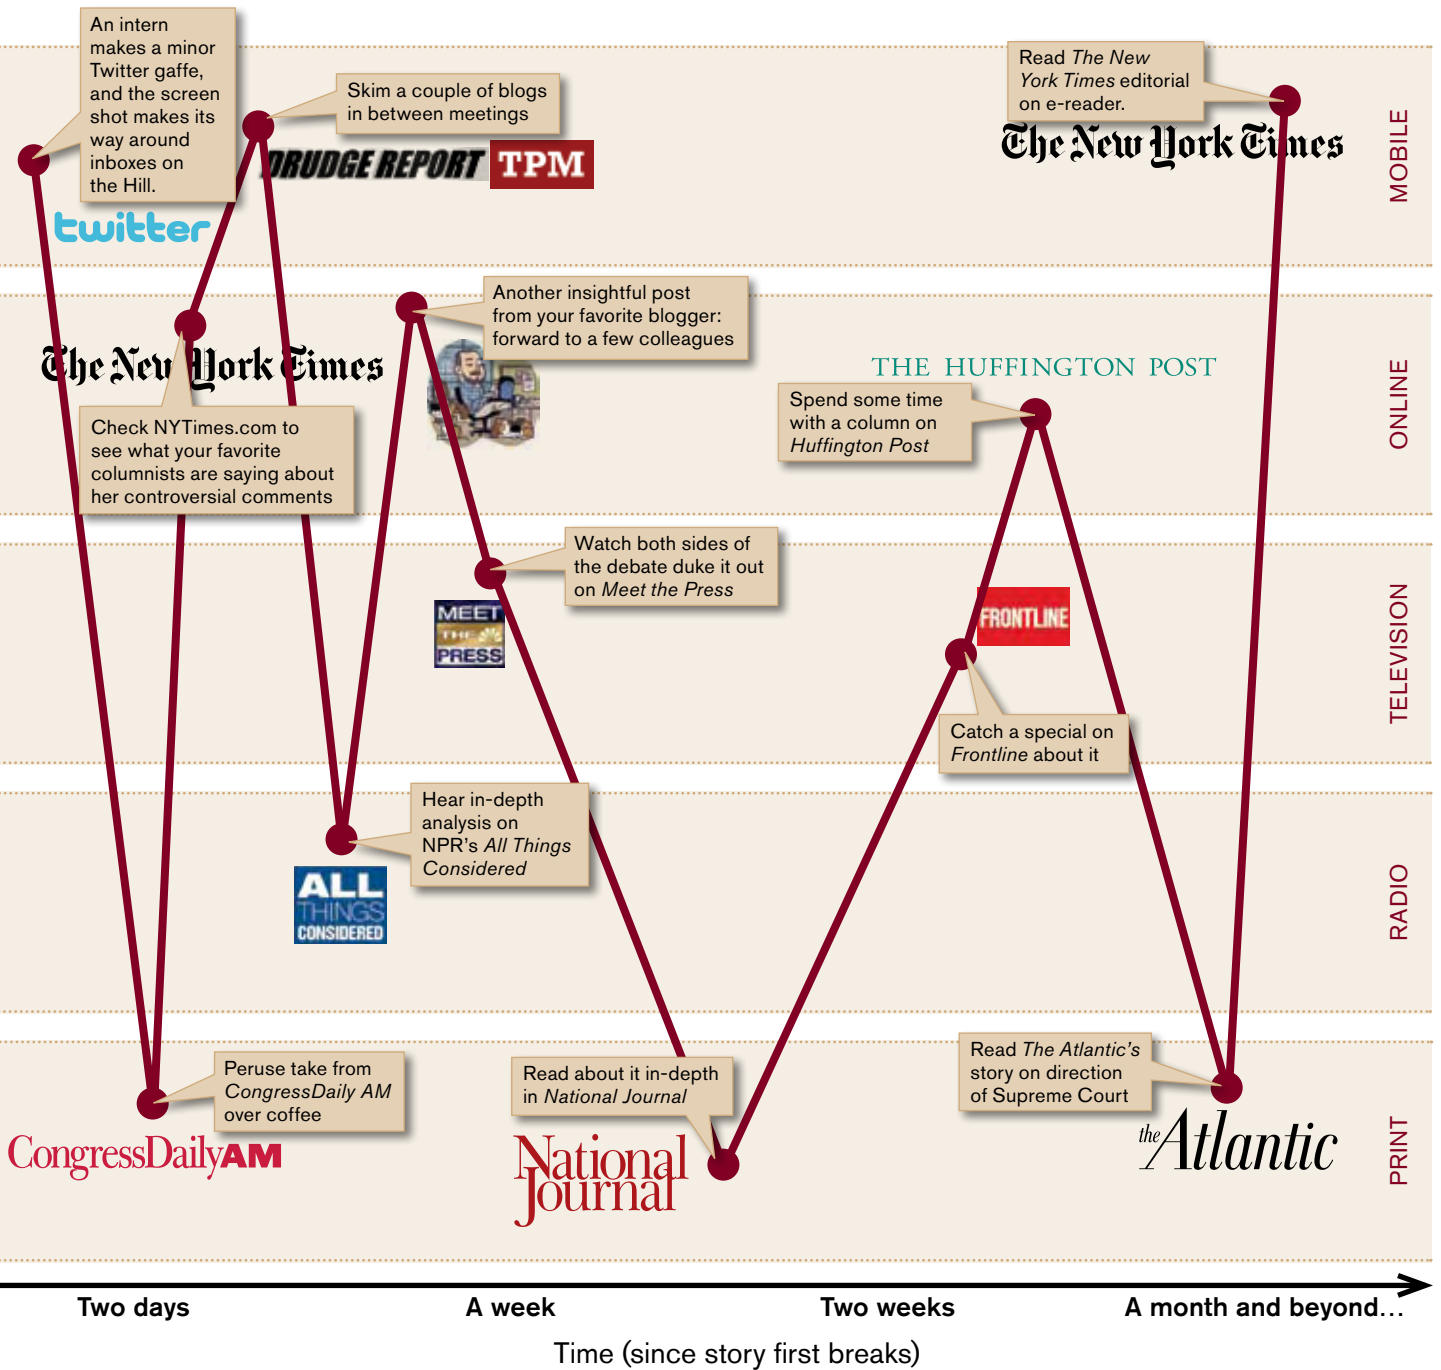 An intern
makes a minor
Twitter gaffe,
and the screen
shot makes its
way around
inboxes on
the Hill.
twitter
Skim a couple of blogs
in between meetings
DRUDGE REPORT
TPM
Read The New
York Times editorial
on e-reader.
The New York Times
MOBILE
The New York Times
Check NYTimes.com to
see what your favorite
columnists are saying about
her controversial comments
Another insightful post
from your favorite blogger:
forward to a few colleagues
THE HUFFINGTON POST
Spend some time
with a column on
Huffington Post
ONLINE
Watch both sides of
the debate duke it out
on Meet the Press
MEET
THE
PRESS
FRONTLINE
Catch a special on
Frontline about it
TELEVISION
Hear in-depth
analysis on
NPR's All Things
Considered
ALL
THINGS
CONSIDERED
RADIO
Peruse take from
CongressDaily AM
over coffee
CongressDailyAM
Read about it in-depth
in National Journal
National
Journal
Read The Atlantic's
story on direction
of Supreme Court
the Atlantic
PRINT
Two days
A week
Two weeks
A month and beyond...
Time (since story first breaks)